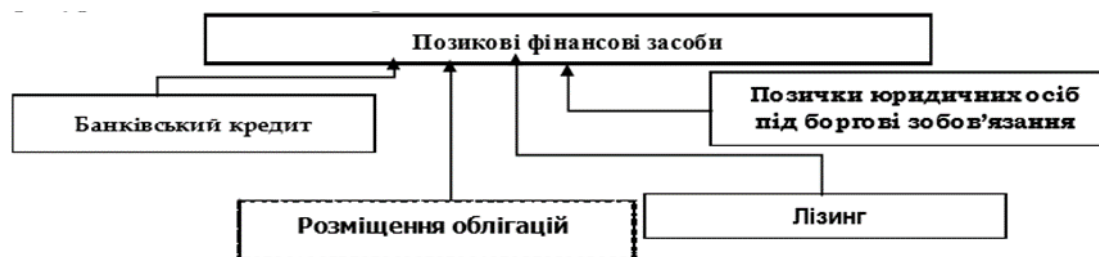 Позикові фінансові засоби
Банківський кредит
Позички юридичних осіб
під боргові зобов'язання
Розміщення облігацій
Лізинг